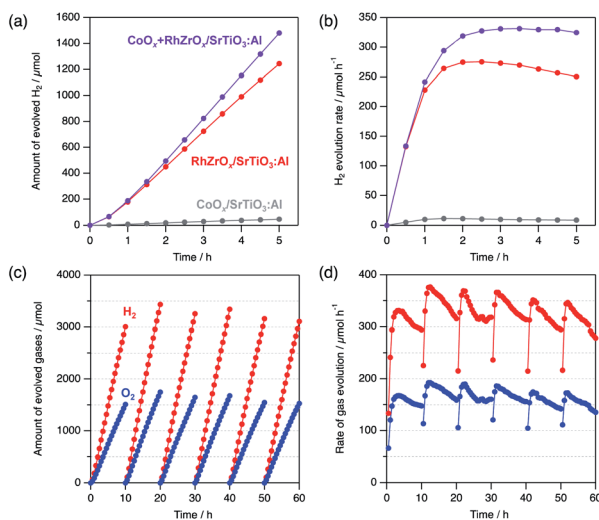 (a)
1600
1400
1200
1000
800
600
400
200
0
Amount of evolved H₂ / μmol
CoOₓ+RhZrOₓ/SrTiO₃:Al
RhZrOₓ/SrTiO₃:Al
CoOₓ/SrTiO₃:Al
0 1 2 3 4 5
Time / h
(b)
350
300
250
200
150
100
50
0
H₂ evolution rate / μmol h⁻¹
0 1 2 3 4 5
Time / h
(c)
4000
3000
2000
1000
0
Amount of evolved gases / μmol
H₂
O₂
0 10 20 30 40 50 60
Time / h
(d)
400
300
200
100
0
Rate of gas evolution / μmol h⁻¹
0 10 20 30 40 50 60
Time / h